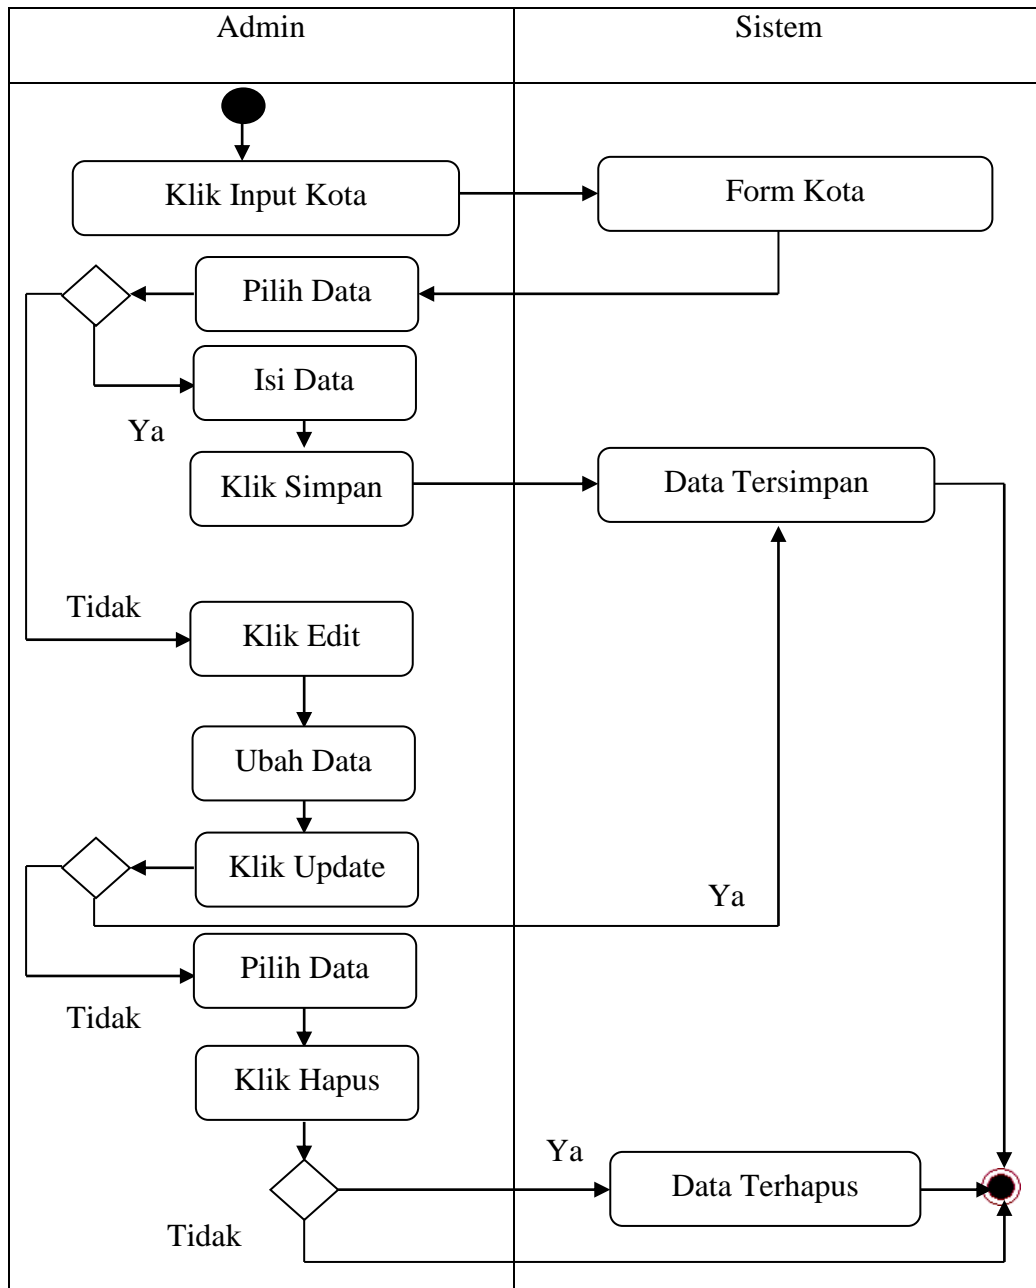 Admin
Sistem
Klik Input Kota
Form Kota
Pilih Data
Isi Data
Ya
Klik Simpan
Data Tersimpan
Tidak
Klik Edit
Ubah Data
Klik Update
Ya
Pilih Data
Tidak
Klik Hapus
Ya
Data Terhapus
Tidak